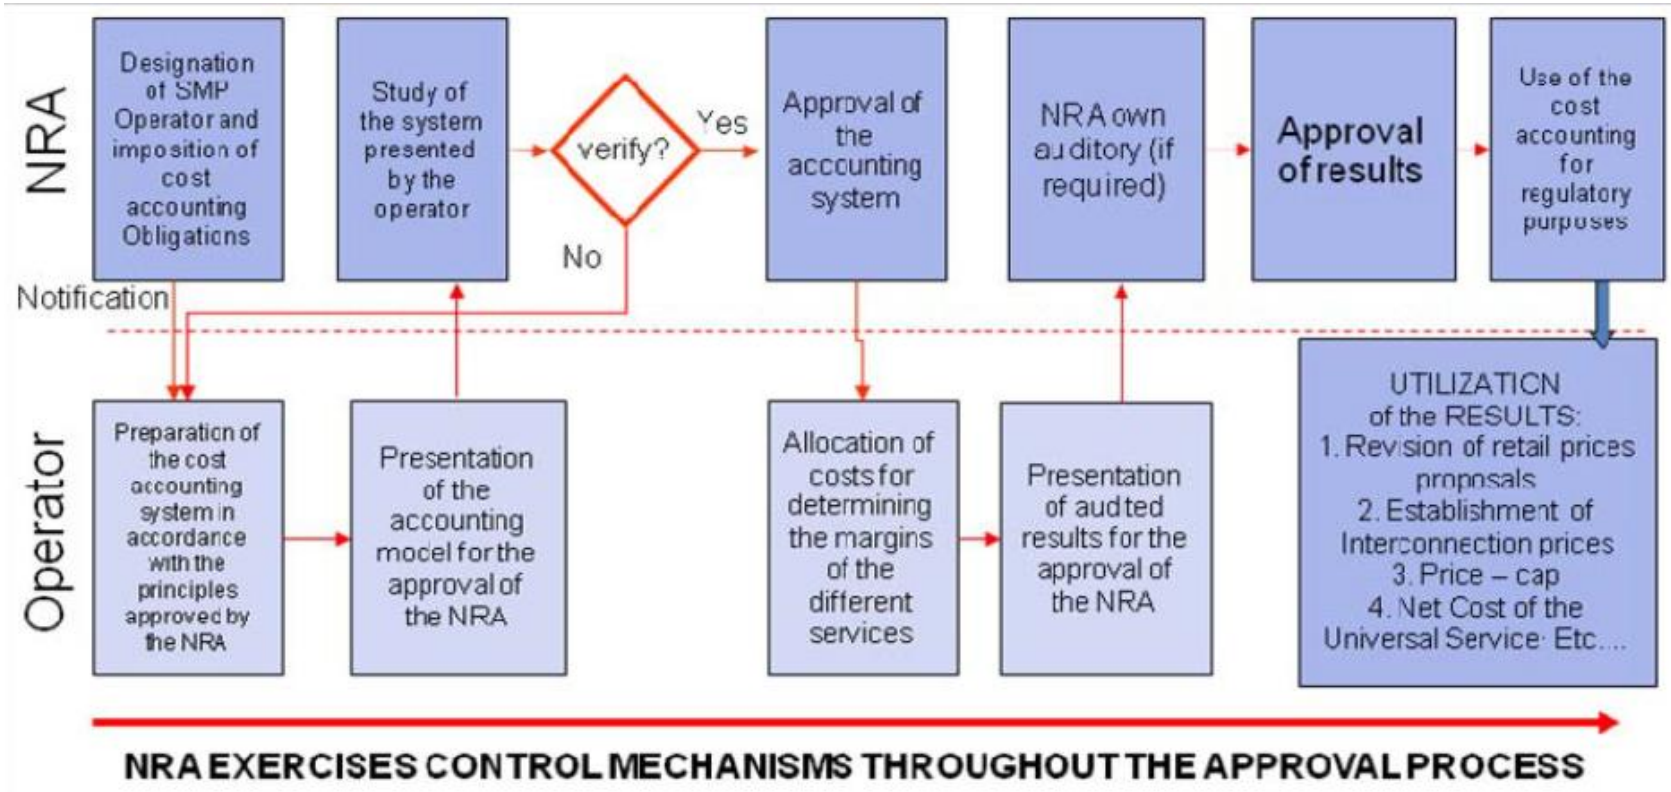 NRA
Designation
of SMP
Operator and
imposition of
cost
accounting
Obligations
Study of
the system
presented
by the
operator
verify?
Yes
No
Approval of
the
accounting
system
NRA own
auditory (if
required)
Approval
of results
Use of the
cost
accounting
for
regulatory
purposes
Notification
Operator
Preparation of
the cost
accounting
system in
accordance
with the
principles
approved by
the NRA
Presentation
of the
accounting
model for the
approval of
the NRA
Allocation of
costs for
determining
the margins
of the
different
services
Presentation
of audted
results for the
approval of
the NRA
UTILIZATION
of the RESULTS:
1. Revision of retail prices
proposals
2. Establishment of
Interconnection prices
3. Price – cap
4. Net Cost of the
Universal Service· Etc....
NRA EXERCISES CONTROL MECHANISMS THROUGHOUT THE APPROVAL PROCESS